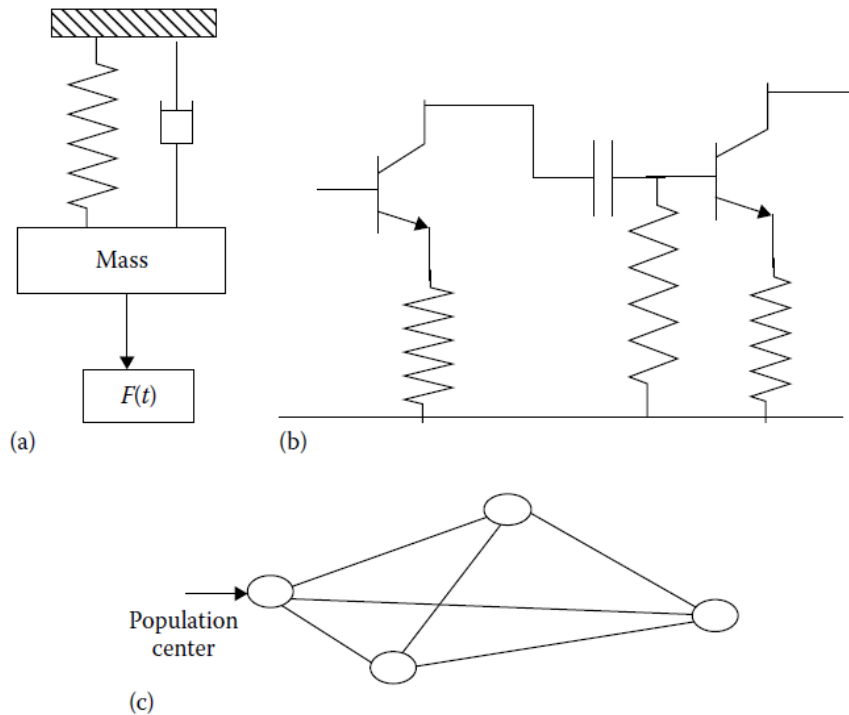 Mass
F(t)
(a)
(b)
Population
center
(c)